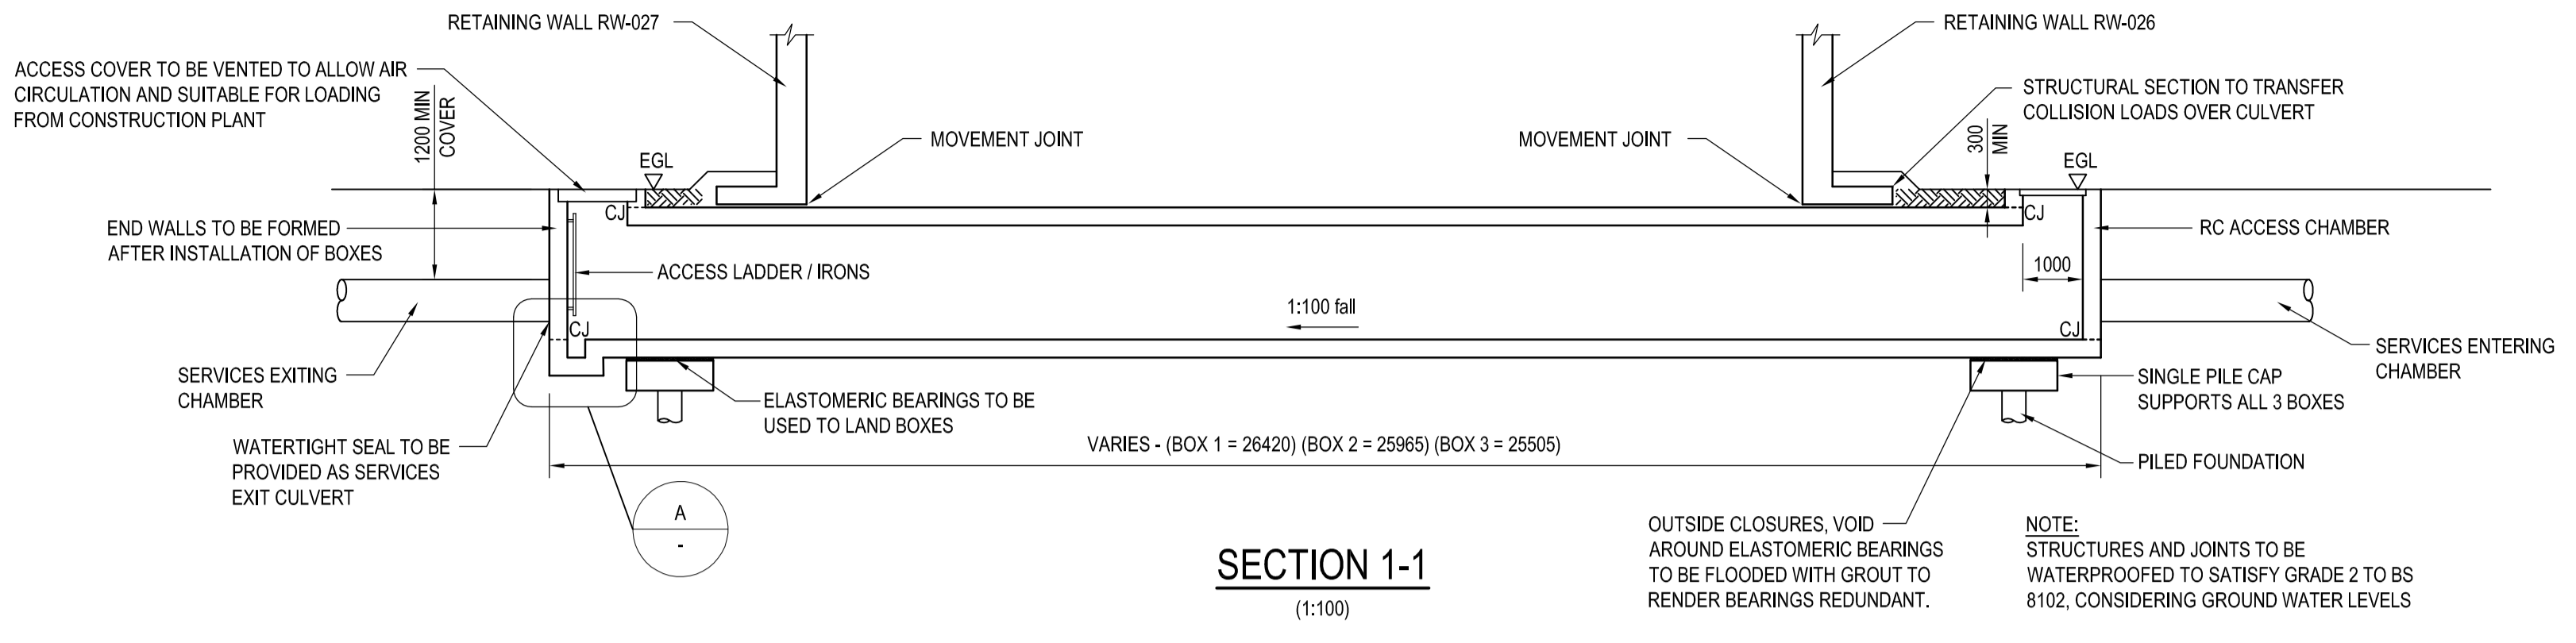 RETAINING WALL RW-027
RETAINING WALL RW-026
ACCESS COVER TO BE VENTED TO ALLOW AIR
CIRCULATION AND SUITABLE FOR LOADING
FROM CONSTRUCTION PLANT
1200 MIN
COVER
STRUCTURAL SECTION TO TRANSFER
COLLISION LOADS OVER CULVERT
MOVEMENT JOINT
MOVEMENT JOINT
300
MIN
EGL
EGL
CJ
CJ
END WALLS TO BE FORMED
AFTER INSTALLATION OF BOXES
RC ACCESS CHAMBER
ACCESS LADDER / IRONS
1000
1:100 fall
CJ
CJ
SERVICES EXITING
CHAMBER
SERVICES ENTERING
CHAMBER
ELASTOMERIC BEARINGS TO BE
USED TO LAND BOXES
SINGLE PILE CAP
SUPPORTS ALL 3 BOXES
WATERTIGHT SEAL TO BE
PROVIDED AS SERVICES
EXIT CULVERT
VARIES - (BOX 1 = 26420) (BOX 2 = 25965) (BOX 3 = 25505)
PILED FOUNDATION
A
-
SECTION 1-1
(1:100)
OUTSIDE CLOSURES, VOID
AROUND ELASTOMERIC BEARINGS
TO BE FLOODED WITH GROUT TO
RENDER BEARINGS REDUNDANT.
NOTE:
STRUCTURES AND JOINTS TO BE
WATERPROOFED TO SATISFY GRADE 2 TO BS
8102, CONSIDERING GROUND WATER LEVELS